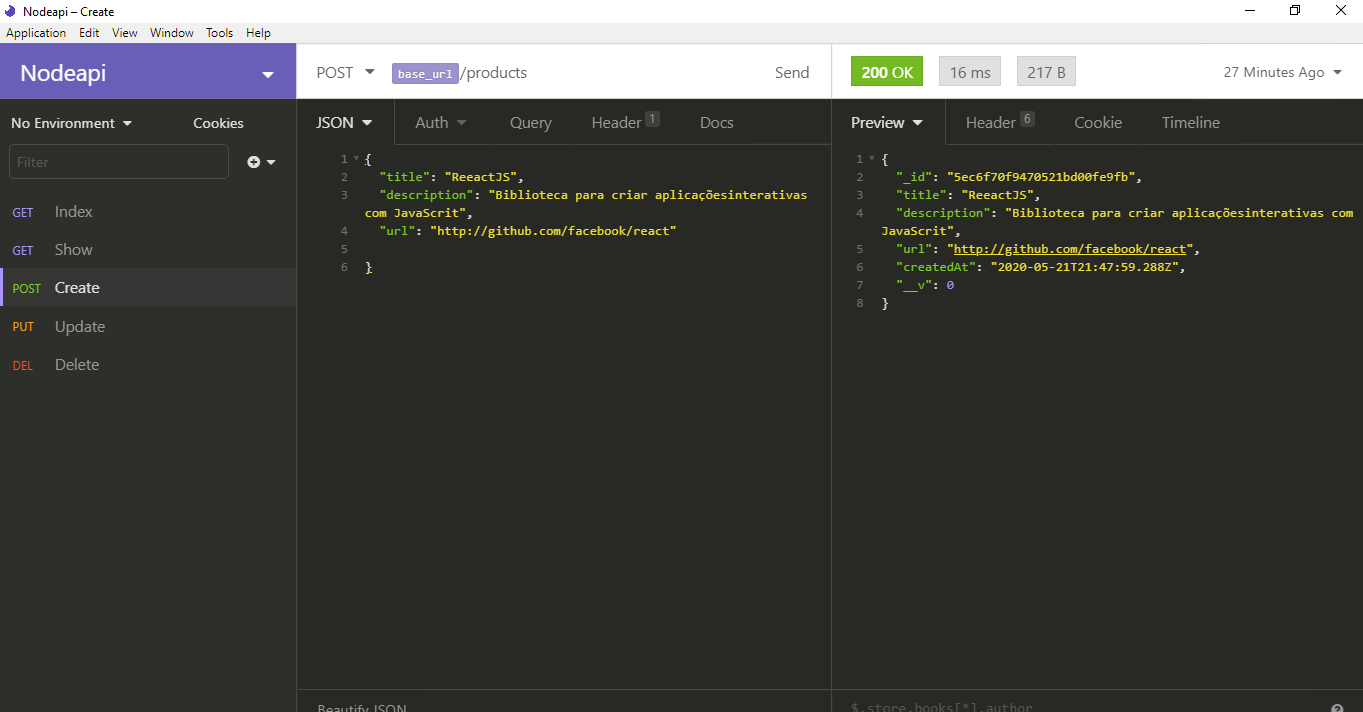 Nodeapi – Create
Application Edit View Window Tools Help
Nodeapi
POST base_url/products Send
200 OK 16 ms 217 B 27 Minutes Ago
No Environment Cookies
Filter
GET Index
GET Show
POST Create
PUT Update
DEL Delete
JSON Auth Query Header 1 Docs
1 {
2 "title": "ReeactJS",
3 "description": "Biblioteca para criar aplicaçõesinterativas
com JavaScrit",
4 "url": "http://github.com/facebook/react"
5
6 }
Beautify JSON
Preview Header 6 Cookie Timeline
1 {
2 "_id": "5ec6f70f9470521bd00fe9fb",
3 "title": "ReeactJS",
4 "description": "Biblioteca para criar aplicaçõesinterativas com
JavaScrit",
5 "url": "http://github.com/facebook/react",
6 "createdAt": "2020-05-21T21:47:59.288Z",
7 "__v": 0
8 }
$.store.books[*].author